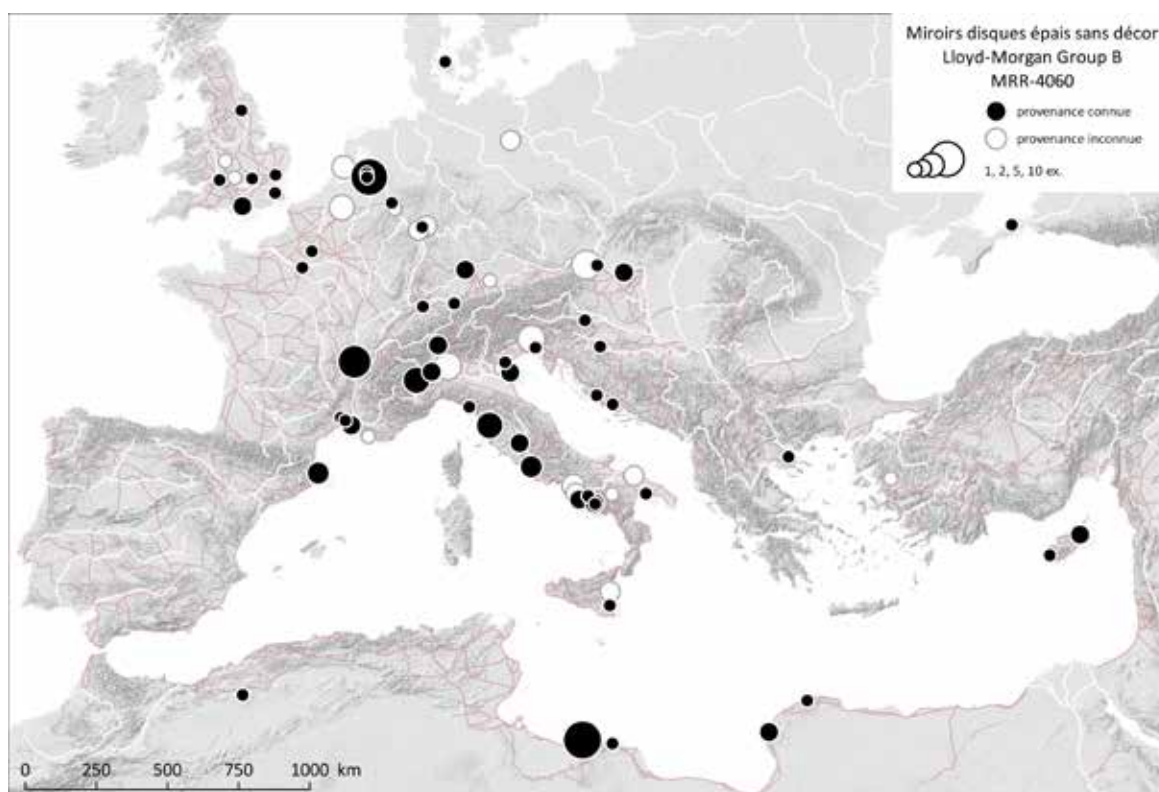 Miroirs disques épais sans décor
Lloyd-Morgan Group B
MRR-4060
provenance connue
provenance inconnue
1, 2, 5, 10 ex.
0 250 500 750 1000 km